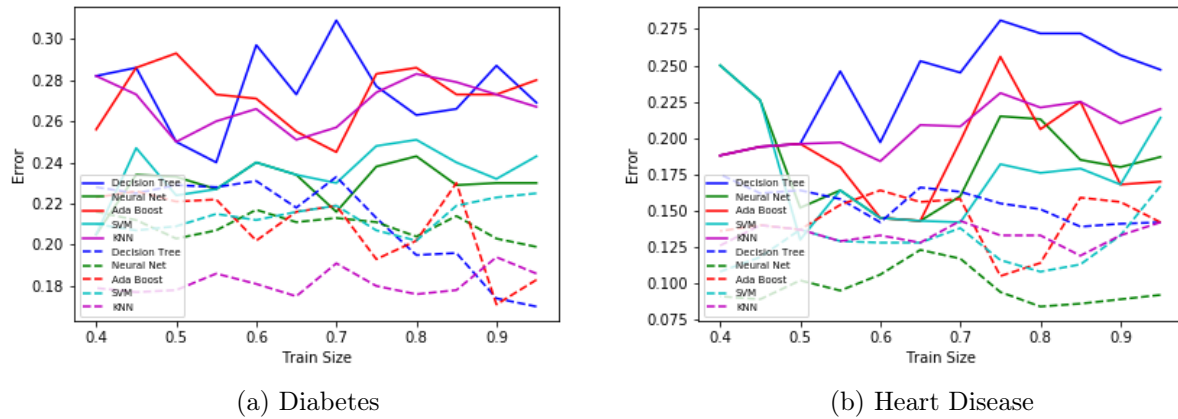 0.30
0.28
0.26
0.24
0.22
0.20
0.18
Error
Decision Tree
Neural Net
Ada Boost
SVM
KNN
Decision Tree
Neural Net
Ada Boost
SVM
KNN
0.4 0.5 0.6 0.7 0.8 0.9
Train Size
(a) Diabetes
0.275
0.250
0.225
0.200
0.175
0.150
0.125
0.100
0.075
Error
Decision Tree
Neural Net
Ada Boost
SVM
KNN
Decision Tree
Neural Net
Ada Boost
SVM
KNN
0.4 0.5 0.6 0.7 0.8 0.9
Train Size
(b) Heart Disease